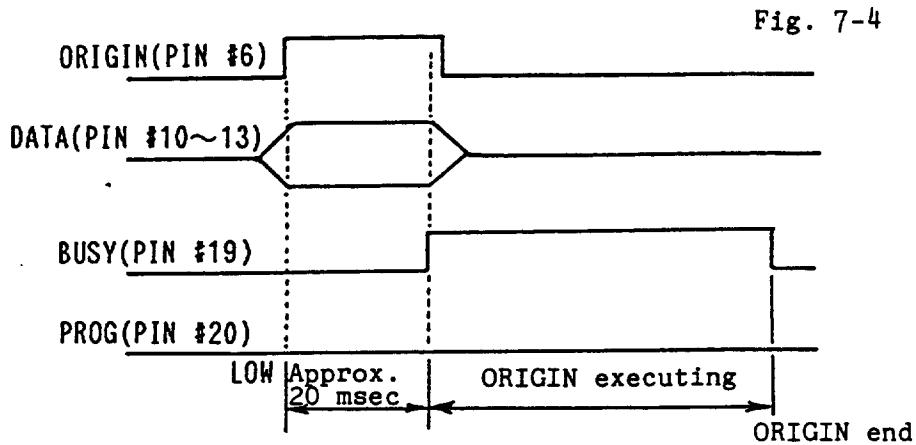 Fig. 7-4
ORIGIN(PIN #6)
DATA(PIN #10～13)
BUSY(PIN #19)
PROG(PIN #20)
LOW
Approx.
20 msec
ORIGIN executing
ORIGIN end